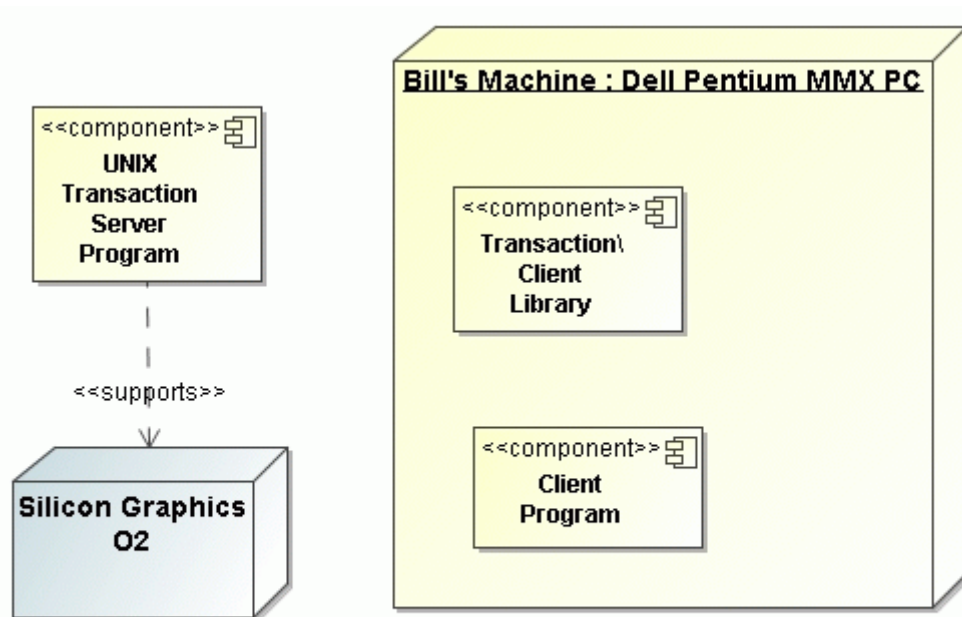 <<component>>
UNIX
Transaction
Server
Program
<<supports>>
Silicon Graphics
O2
Bill's Machine : Dell Pentium MMX PC
<<component>>
Transaction\
Client
Library
<<component>>
Client
Program